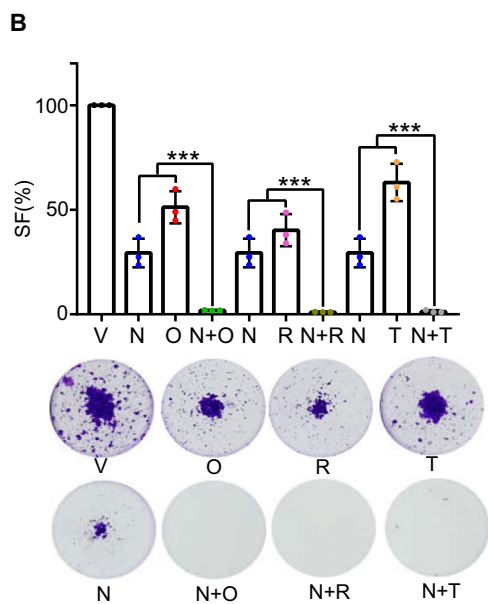 B
SF(%)
100
50
0
***
***
***
V N O N+O N R N+R N T N+T
V O R T
N N+O N+R N+T